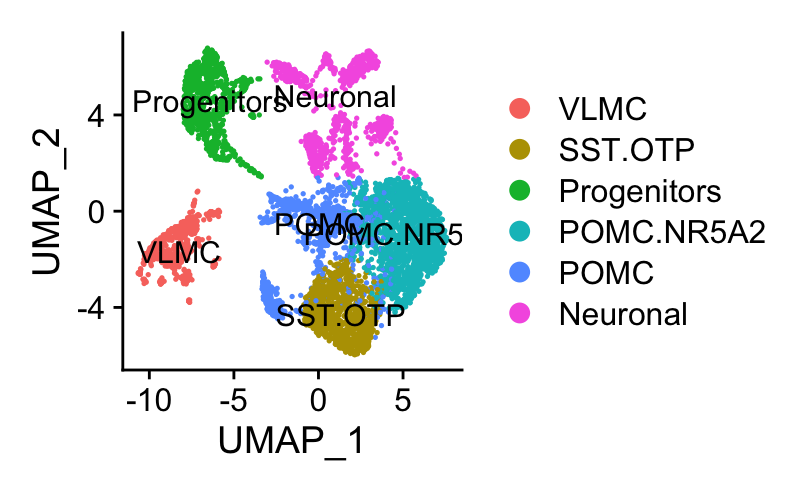 UMAP_2
4
0
-4
Progenitors
Neuronal
POMC
POMC.NR5
VLMC
SST.OTP
-10 -5 0 5
UMAP_1
VLMC
SST.OTP
Progenitors
POMC.NR5A2
POMC
Neuronal